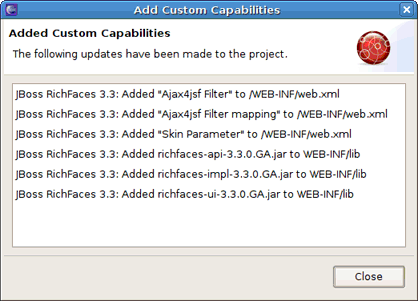 Add Custom Capabilities
Added Custom Capabilities
The following updates have been made to the project.
JBoss RichFaces 3.3: Added "Ajax4jsf Filter" to /WEB-INF/web.xml
JBoss RichFaces 3.3: Added "Ajax4jsf Filter mapping" to /WEB-INF/web.xml
JBoss RichFaces 3.3: Added "Skin Parameter" to /WEB-INF/web.xml
JBoss RichFaces 3.3: Added richfaces-api-3.3.0.GA.jar to WEB-INF/lib
JBoss RichFaces 3.3: Added richfaces-impl-3.3.0.GA.jar to WEB-INF/lib
JBoss RichFaces 3.3: Added richfaces-ui-3.3.0.GA.jar to WEB-INF/lib
Close